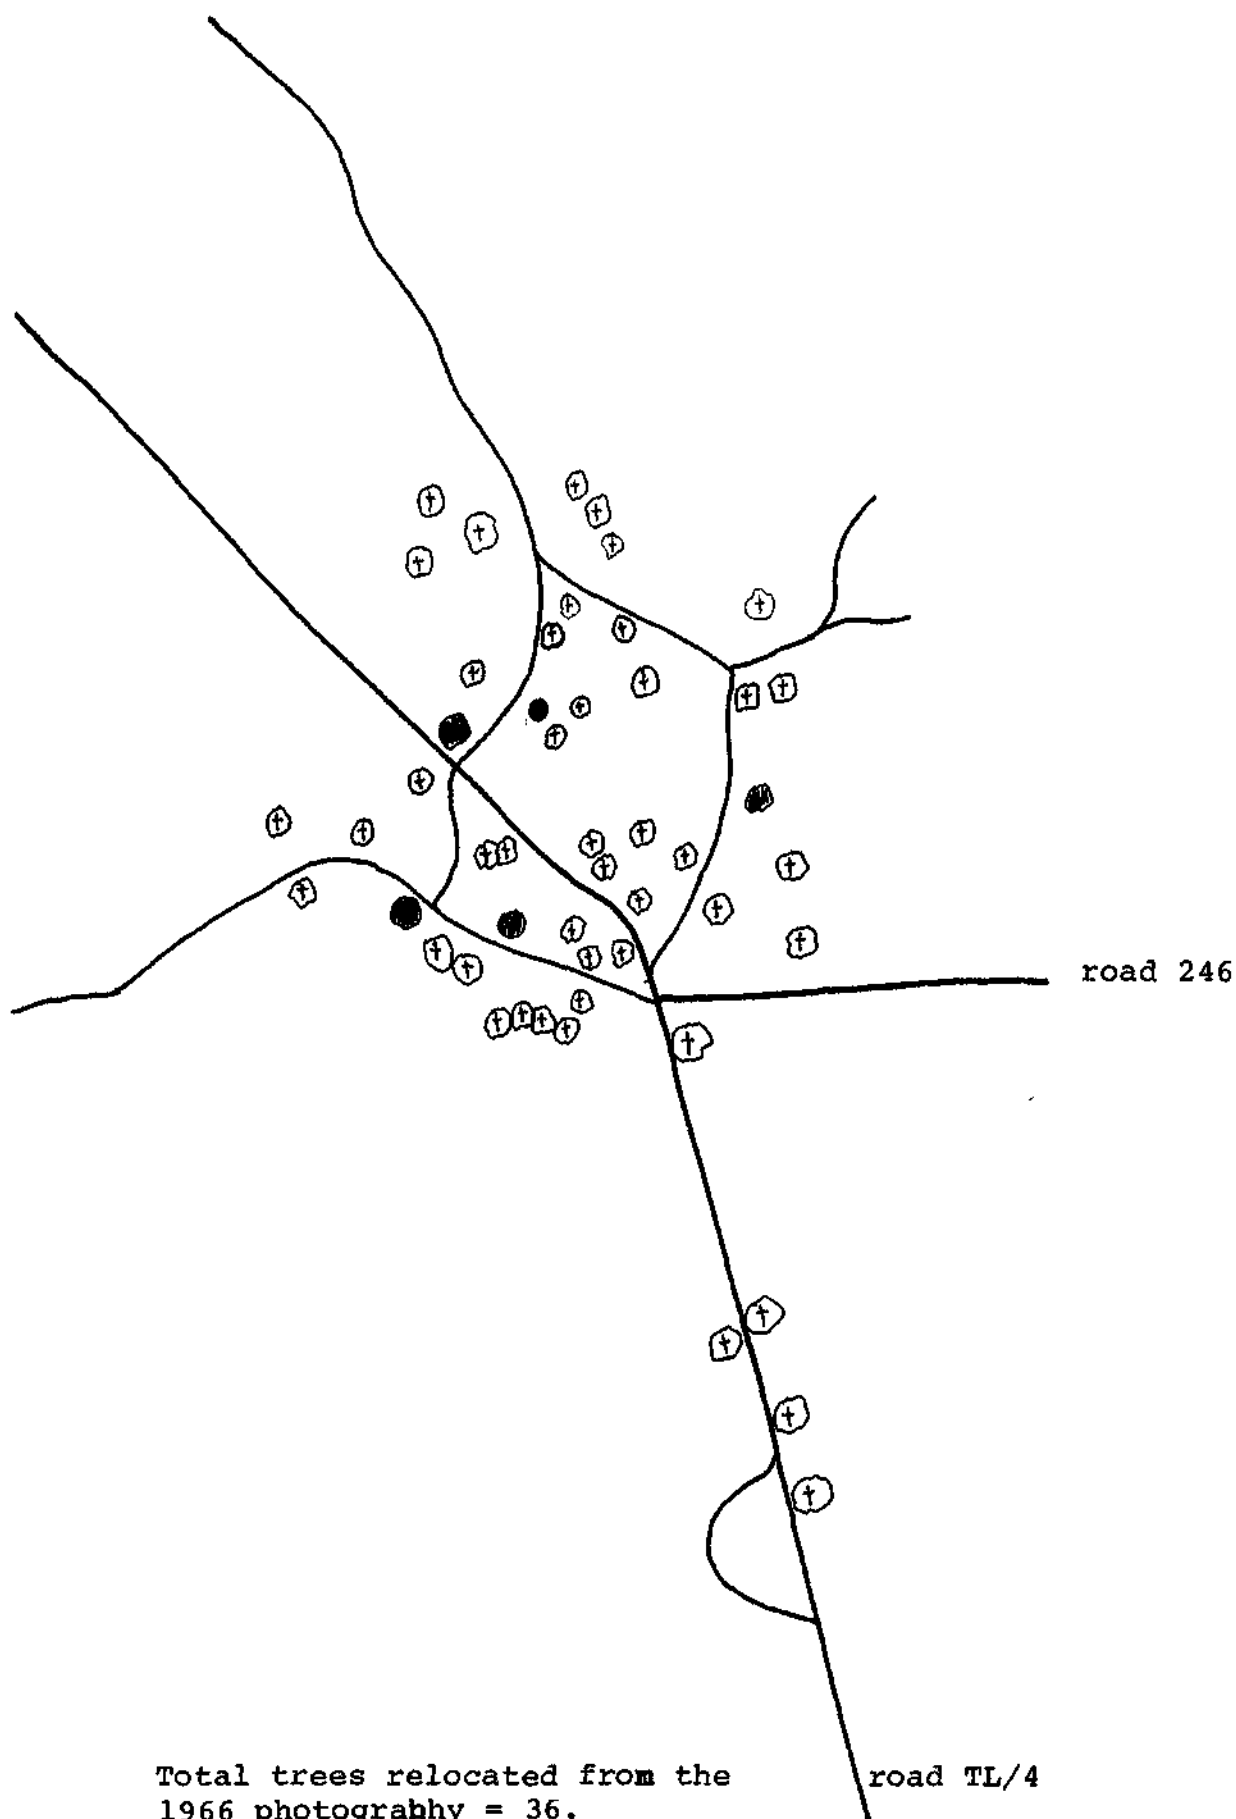 road 246
Total trees relocated from the
road TL/4
1966 photography = 36.